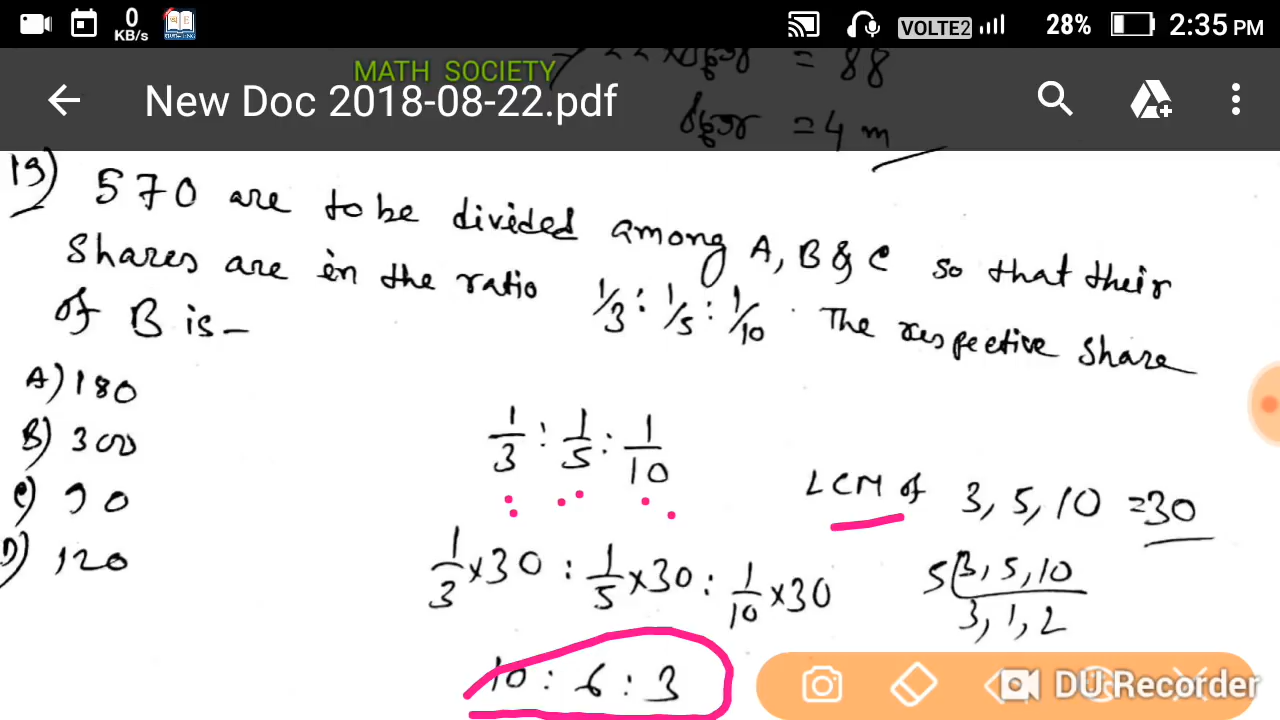 0
KB/s
VOLTE2
28%
2:35 PM
MATH SOCIETY
= 88
New Doc 2018-08-22.pdf
= 4 m
19) 570 are to be divided among A, B & C so that their
Shares are in the ratio 1/3 : 1/5 : 1/10 . The respective Share
of B is -
A) 180
B) 300
C) 90
D) 120
1/3 : 1/5 : 1/10
LCM of 3, 5, 10 = 30
1/3 x 30 : 1/5 x 30 : 1/10 x 30
5 3, 5, 10
3, 1, 2
10 : 6 : 3
DU Recorder